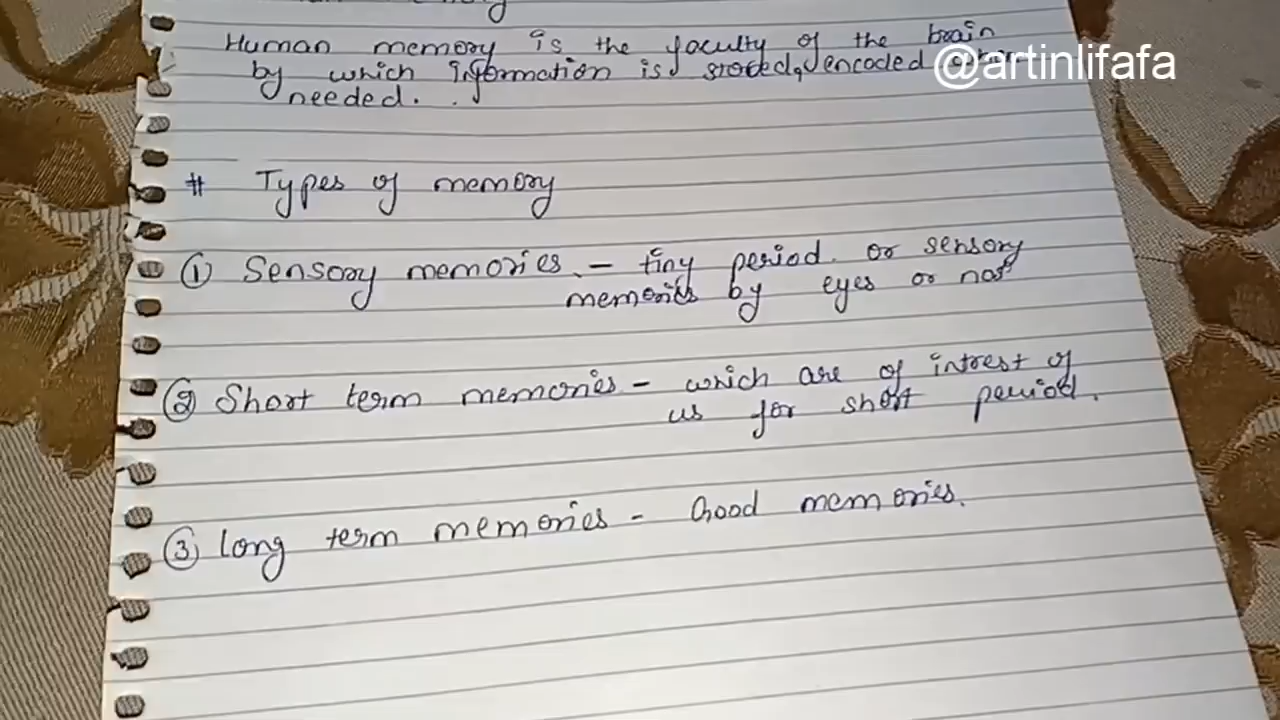 Human memory is the faculty of the brain
by which information is stored, encoded
needed.
@artinlifafa
# Types of memory
① Sensory memories - tiny period or sensory
memories by eyes or not
② Short term memories - which are of intrest of
us for short period.
③ Long term memories - Good memories.